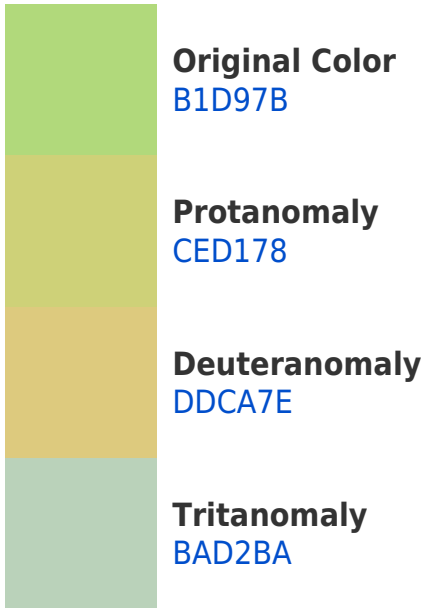 Original Color
B1D97B
Protanomaly
CED178
Deuteranomaly
DDCA7E
Tritanomaly
BAD2BA